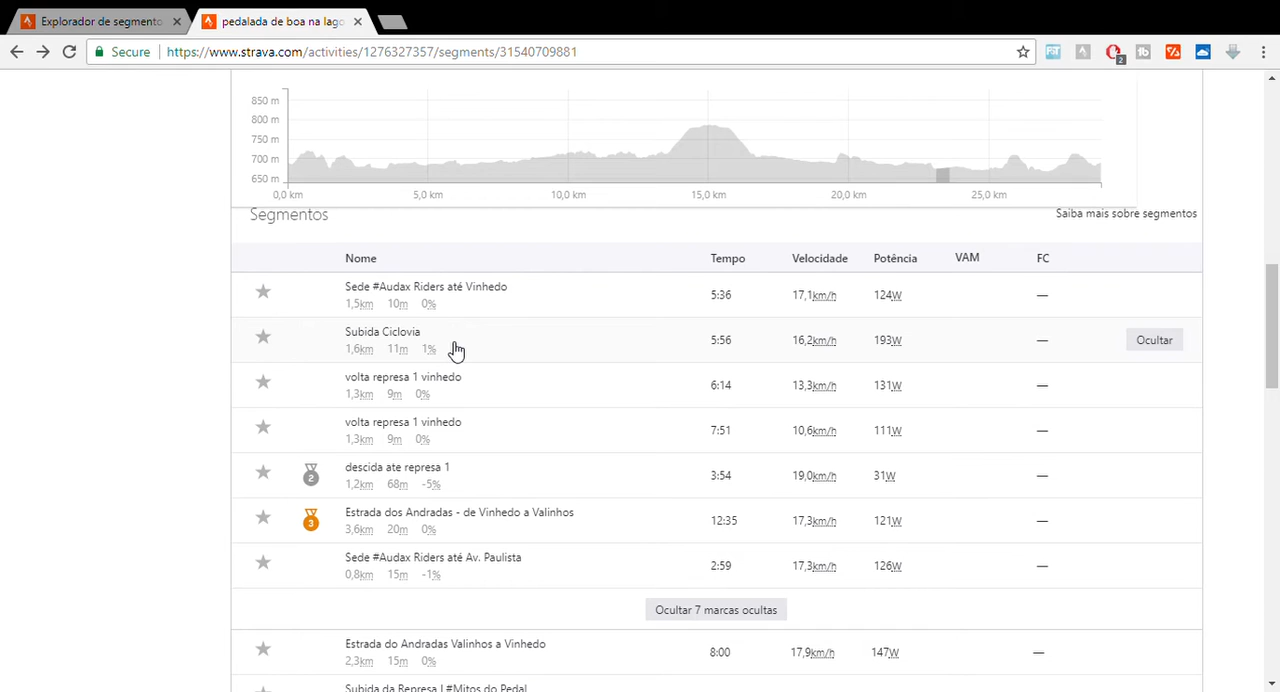 Explorador de segmento
pedalada de boa na lago
Secure https://www.strava.com/activities/1276327357/segments/31540709881
2
850 m
800 m
750 m
700 m
650 m
0,0 km 5,0 km 10,0 km 15,0 km 20,0 km 25,0 km
Segmentos Saiba mais sobre segmentos
Nome Tempo Velocidade Potência VAM FC
Sede #Audax Riders até Vinhedo
1,5km 10m 0% 5:36 17,1km/h 124W —
Subida Ciclovia
1,6km 11m 1% 5:56 16,2km/h 193W — Ocultar
volta represa 1 vinhedo
1,3km 9m 0% 6:14 13,3km/h 131W —
volta represa 1 vinhedo
1,3km 9m 0% 7:51 10,6km/h 111W —
2 descida ate represa 1
1,2km 68m -5% 3:54 19,0km/h 31W —
3 Estrada dos Andradas - de Vinhedo a Valinhos
3,6km 20m 0% 12:35 17,3km/h 121W —
Sede #Audax Riders até Av. Paulista
0,8km 15m -1% 2:59 17,3km/h 126W —
Ocultar 7 marcas ocultas
Estrada do Andradas Valinhos a Vinhedo
2,3km 15m 0% 8:00 17,9km/h 147W —
Subida da Represa I #Mitos do Pedal